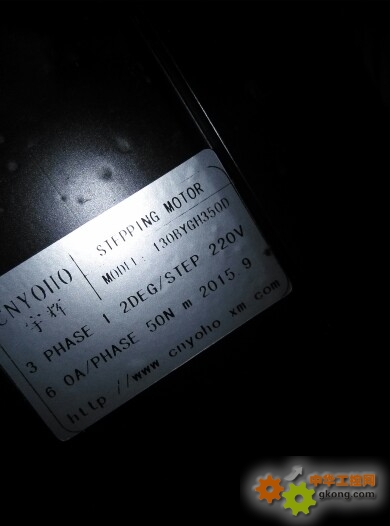 CNYOHO
宇辉
STEPPING MOTOR
MODEL: 130BYGH350D
3 PHASE 1 2DEG/STEP 220V
6 0A/PHASE 50N m 2015 9
http //www cnyoho xm com
中华工控网
gkong.com